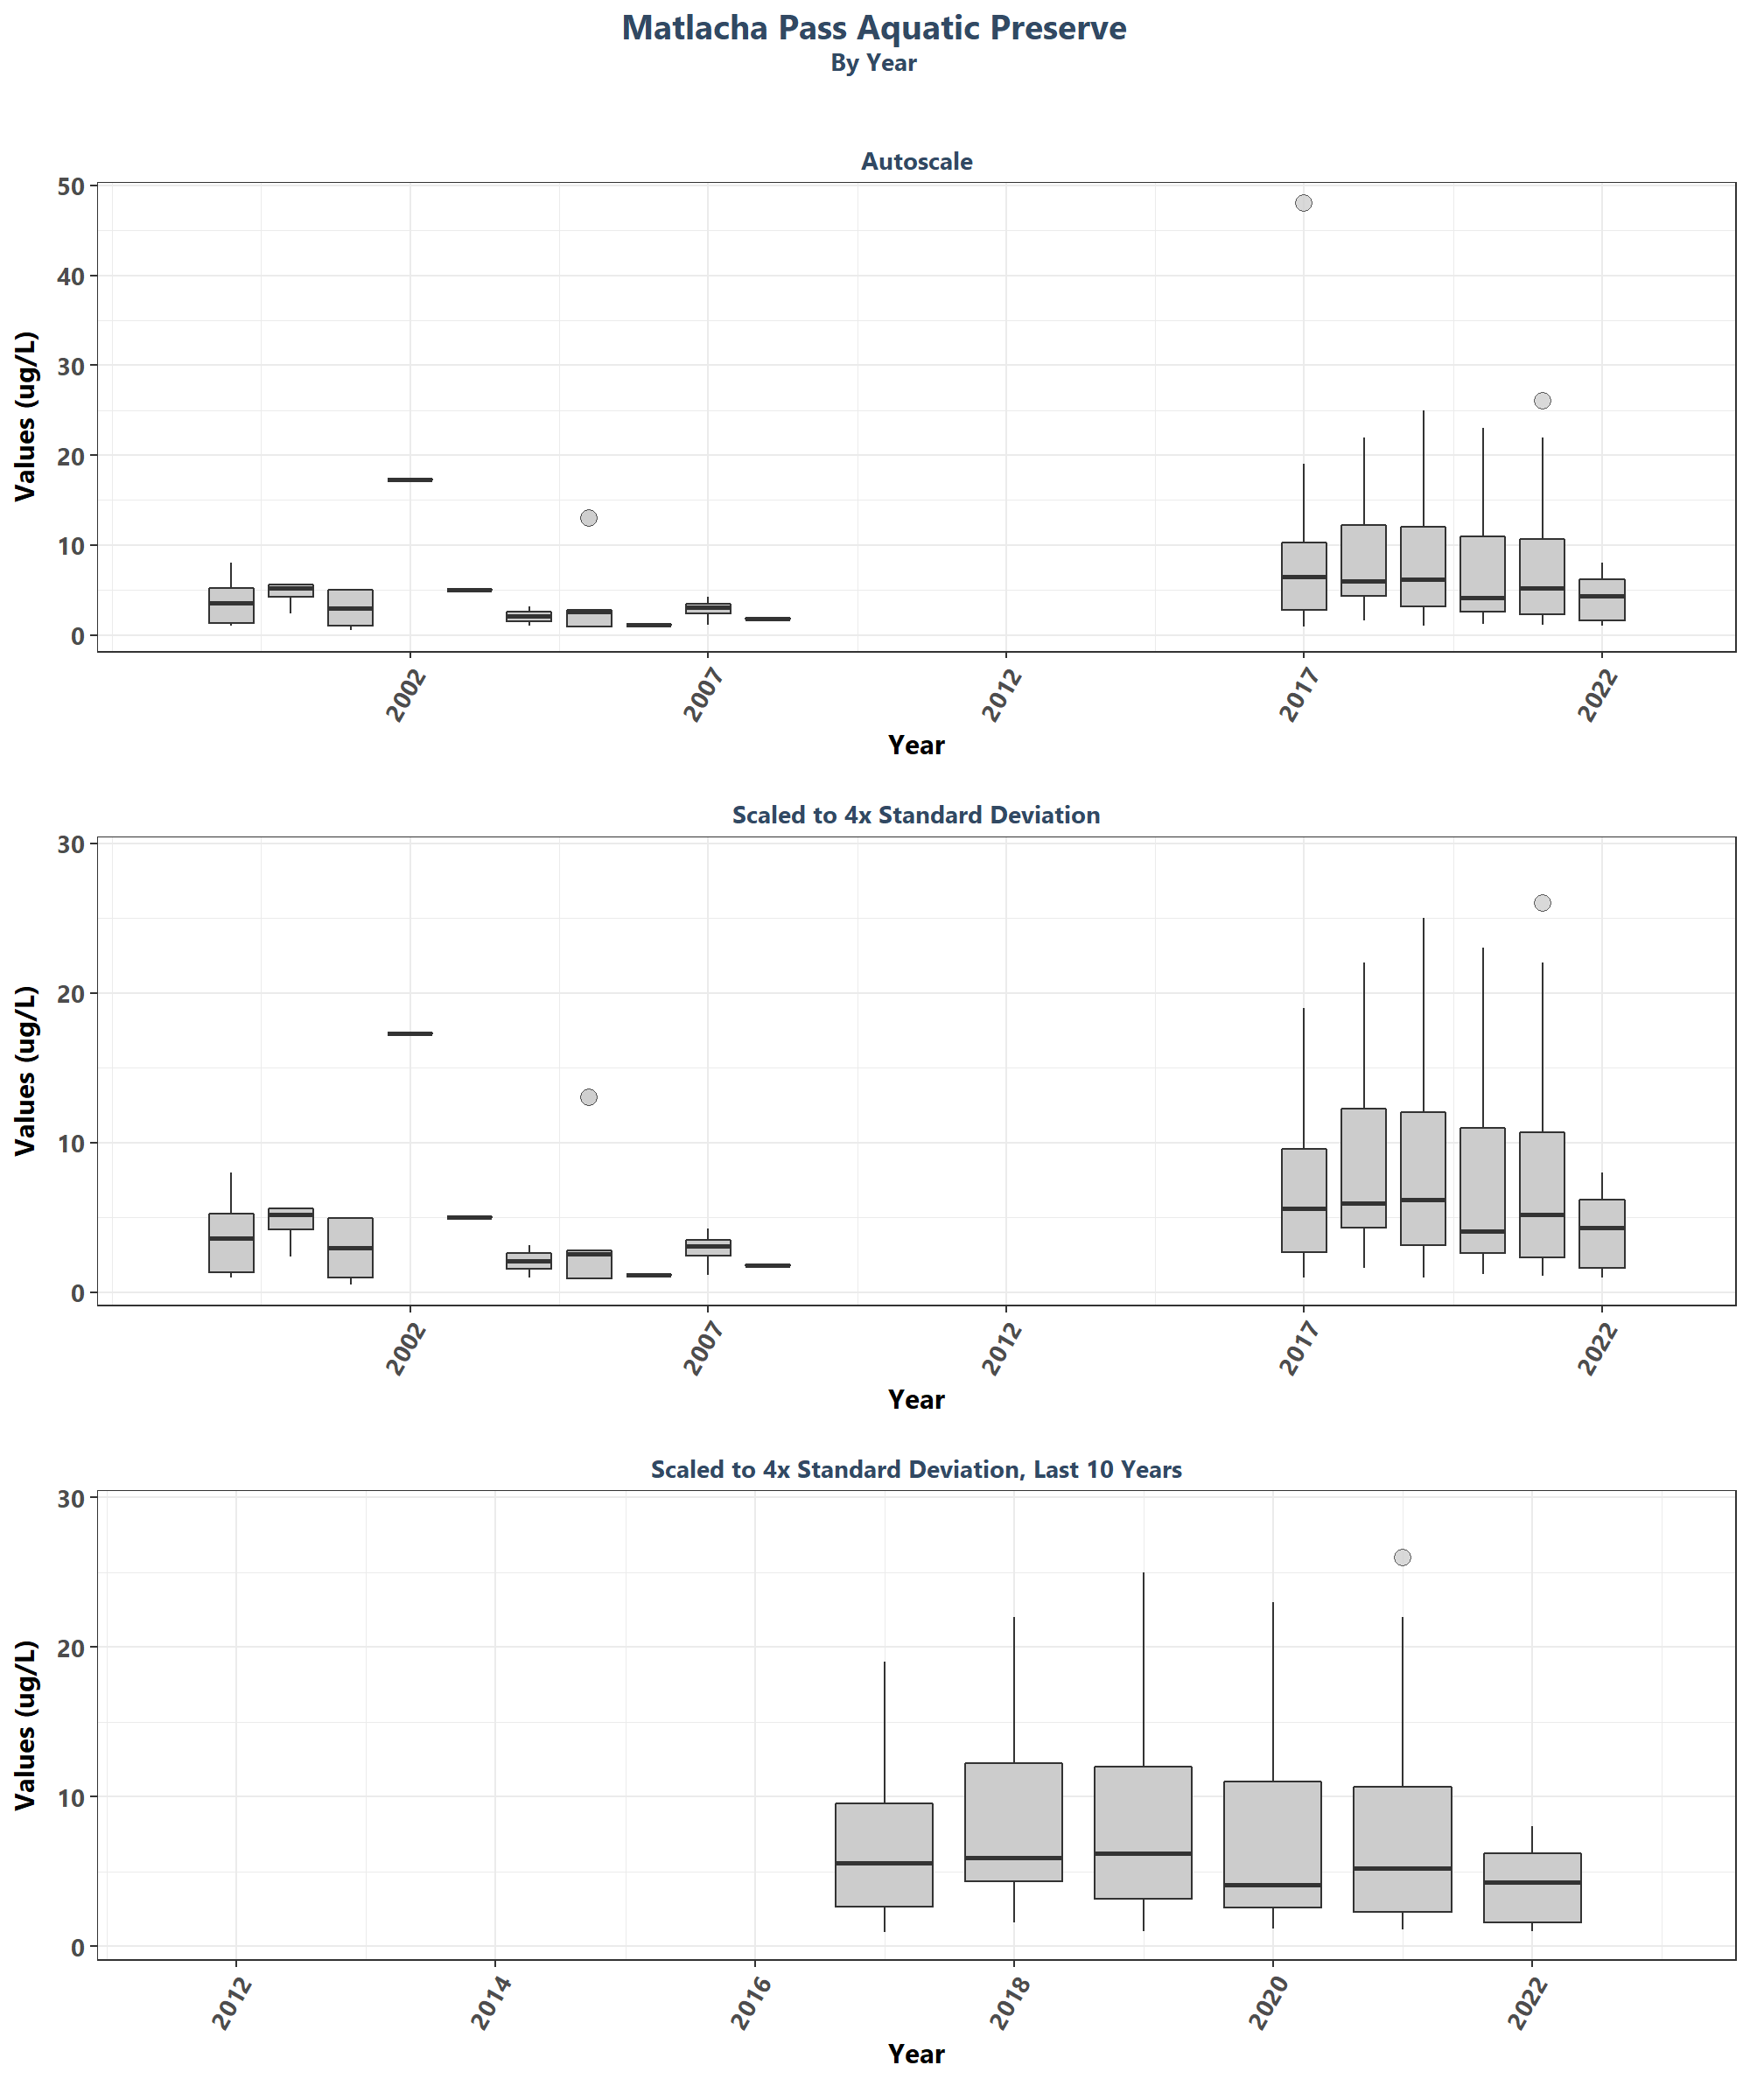 Matlacha Pass Aquatic Preserve
By Year
Autoscale
50
40
30
20
10
0
Values (ug/L)
2002
2007
2012
2017
2022
Year
Scaled to 4x Standard Deviation
30
20
10
0
Values (ug/L)
2002
2007
2012
2017
2022
Year
Scaled to 4x Standard Deviation, Last 10 Years
30
20
10
0
Values (ug/L)
2012
2014
2016
2018
2020
2022
Year